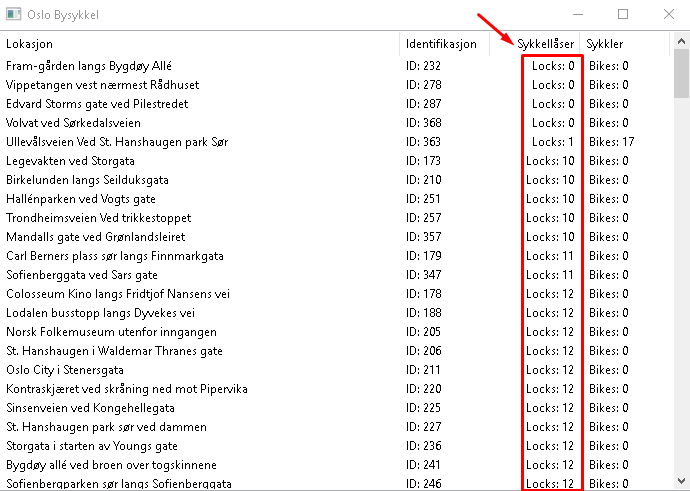 Oslo Bysykkel
Lokasjon Identifikasjon Sykkellåser Sykkler
Fram-gården langs Bygdøy Allé ID: 232 Locks: 0 Bikes: 0
Vippetangen vest nærmest Rådhuset ID: 278 Locks: 0 Bikes: 0
Edvard Storms gate ved Pilestredet ID: 287 Locks: 0 Bikes: 0
Volvat ved Sørkedalsveien ID: 368 Locks: 0 Bikes: 0
Ullevålsveien Ved St. Hanshaugen park Sør ID: 363 Locks: 1 Bikes: 17
Legevakten ved Storgata ID: 173 Locks: 10 Bikes: 0
Birkelunden langs Seilduksgata ID: 210 Locks: 10 Bikes: 0
Hallénparken ved Vogts gate ID: 251 Locks: 10 Bikes: 0
Trondheimsveien Ved trikkestoppet ID: 257 Locks: 10 Bikes: 0
Mandalls gate ved Grønlandsleiret ID: 357 Locks: 10 Bikes: 0
Carl Berners plass sør langs Finnmarkgata ID: 179 Locks: 11 Bikes: 0
Sofienberggata ved Sars gate ID: 347 Locks: 11 Bikes: 0
Colosseum Kino langs Fridtjof Nansens vei ID: 178 Locks: 12 Bikes: 0
Lodalen busstopp langs Dyvekes vei ID: 188 Locks: 12 Bikes: 0
Norsk Folkemuseum utenfor inngangen ID: 205 Locks: 12 Bikes: 0
St. Hanshaugen i Waldemar Thranes gate ID: 206 Locks: 12 Bikes: 0
Oslo City i Stenersgata ID: 211 Locks: 12 Bikes: 0
Kontraskjæret ved skråning ned mot Pipervika ID: 220 Locks: 12 Bikes: 0
Sinsenveien ved Kongehellegata ID: 225 Locks: 12 Bikes: 0
St. Hanshaugen park sør ved dammen ID: 227 Locks: 12 Bikes: 0
Storgata i starten av Youngs gate ID: 236 Locks: 12 Bikes: 0
Bygdøy allé ved broen over togskinnene ID: 241 Locks: 12 Bikes: 0
Sofienbergparken sør langs Sofienberggata ID: 246 Locks: 12 Bikes: 0